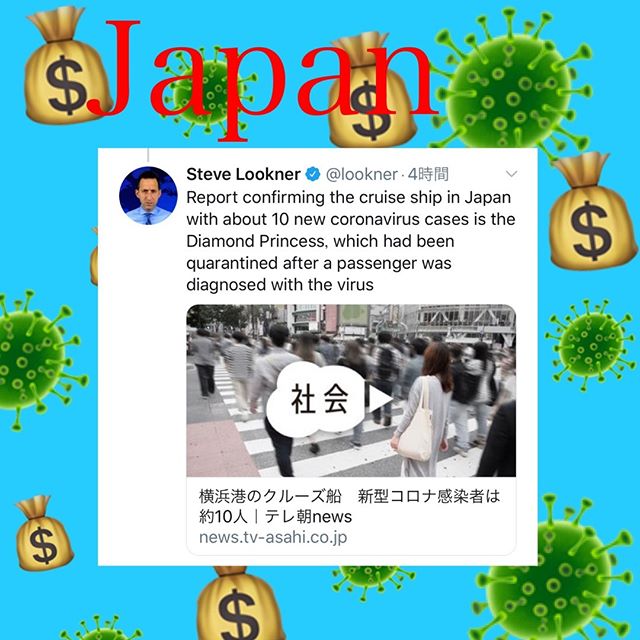 Japan
Steve Lookner @lookner · 4時間
Report confirming the cruise ship in Japan
with about 10 new coronavirus cases is the
Diamond Princess, which had been
quarantined after a passenger was
diagnosed with the virus
社会
横浜港のクルーズ船　新型コロナ感染者は
約10人｜テレ朝news
news.tv-asahi.co.jp